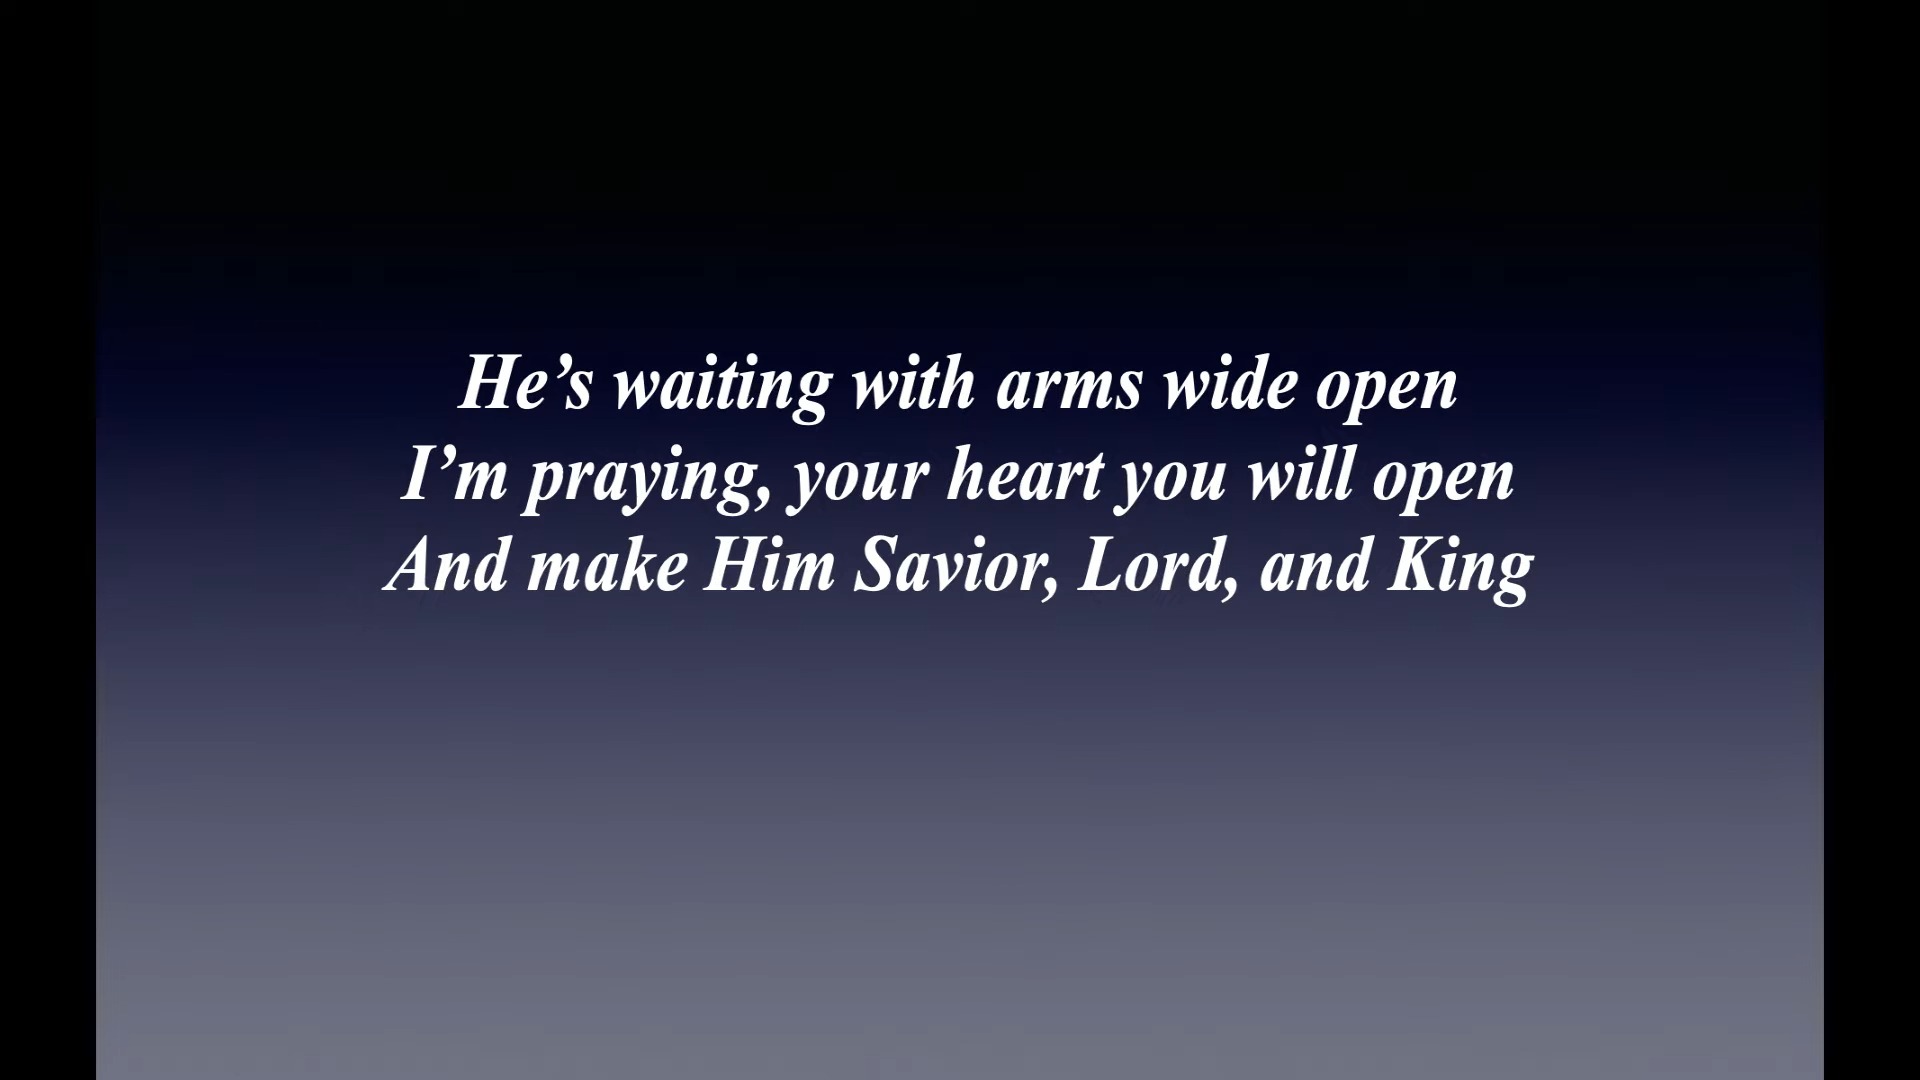 He’s waiting with arms wide open
I’m praying, your heart you will open
And make Him Savior, Lord, and King